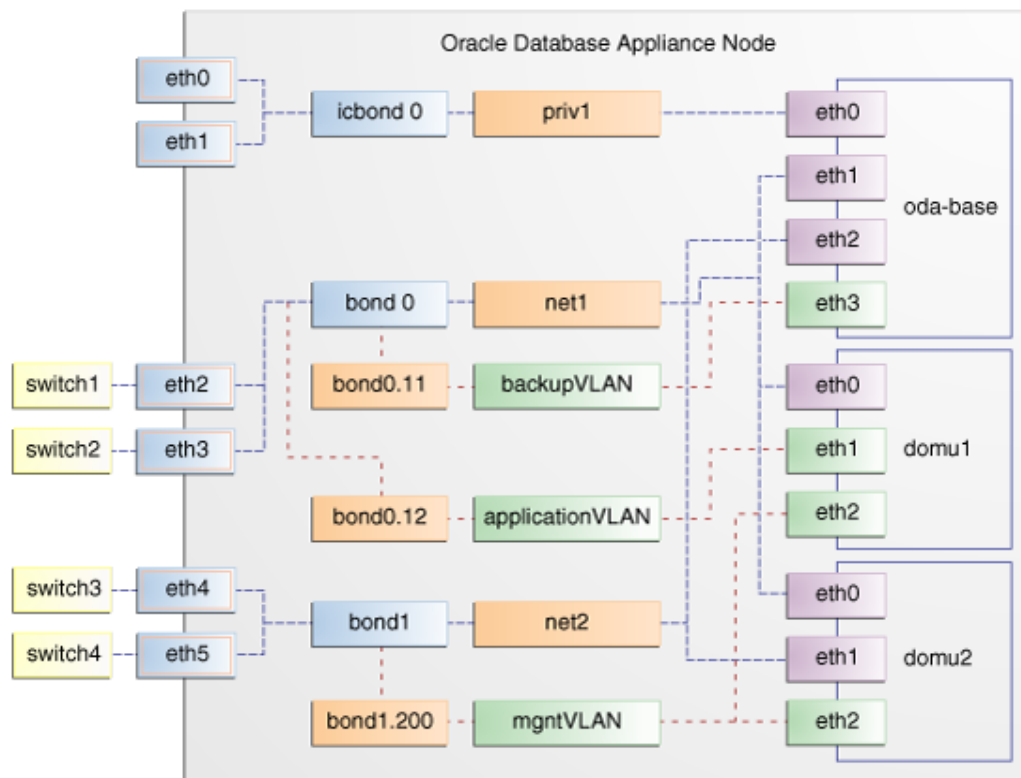 Oracle Database Appliance Node
eth0
eth1
icbond 0
priv1
eth0
eth1
eth2
eth3
oda-base
bond 0
net1
switch1
eth2
bond0.11
backupVLAN
switch2
eth3
eth0
eth1
eth2
domu1
bond0.12
applicationVLAN
switch3
eth4
switch4
eth5
bond1
net2
eth0
eth1
eth2
domu2
bond1.200
mgntVLAN